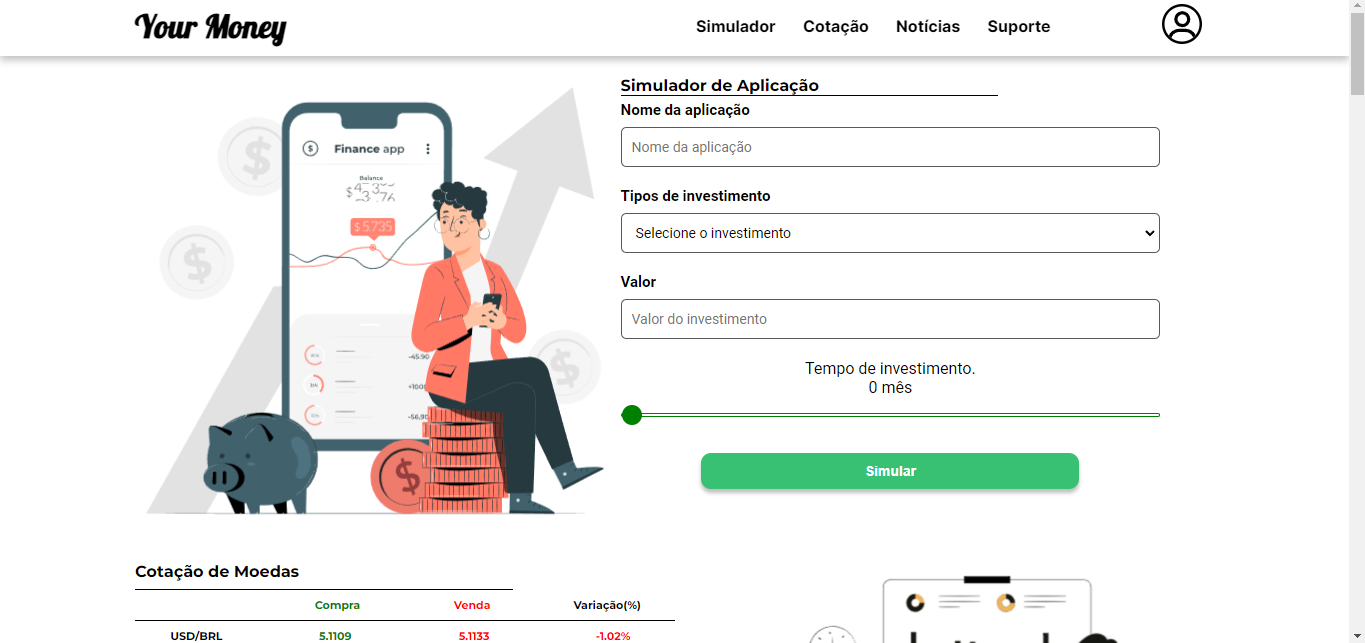 Your Money
Simulador
Cotação
Notícias
Suporte
Finance app
Balance
$5.735
-45.90
-56,90
Simulador de Aplicação
Nome da aplicação
Nome da aplicação
Tipos de investimento
Selecione o investimento
Valor
Valor do investimento
Tempo de investimento.
0 mês
Simular
Cotação de Moedas
Compra Venda Variação(%)
USD/BRL 5.1109 5.1133 -1.02%